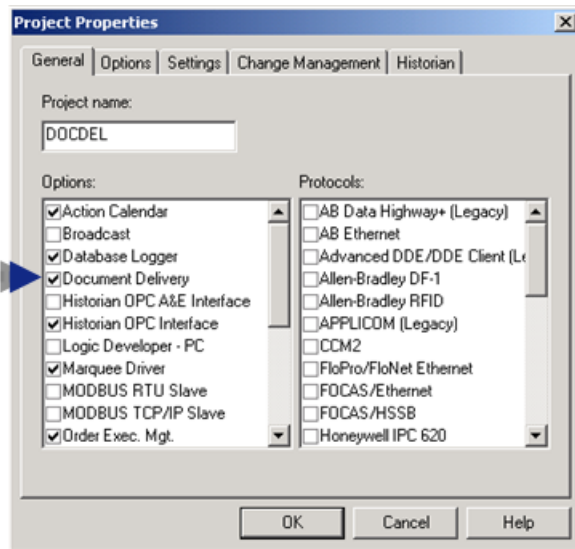 Project Properties
General Options Settings Change Management Historian
Project name:
DOCDEL
Options:
Action Calendar
Broadcast
Database Logger
Document Delivery
Historian OPC A&E Interface
Historian OPC Interface
Logic Developer - PC
Marquee Driver
MODBUS RTU Slave
MODBUS TCP/IP Slave
Order Exec. Mgt.
Protocols:
AB Data Highway+ (Legacy)
AB Ethernet
Advanced DDE/DDE Client (Le
Allen-Bradley DF-1
Allen-Bradley RFID
APPLICOM (Legacy)
CCM2
FloPro/FloNet Ethernet
FOCAS/Ethernet
FOCAS/HSSB
Honeywell IPC 620
OK Cancel Help